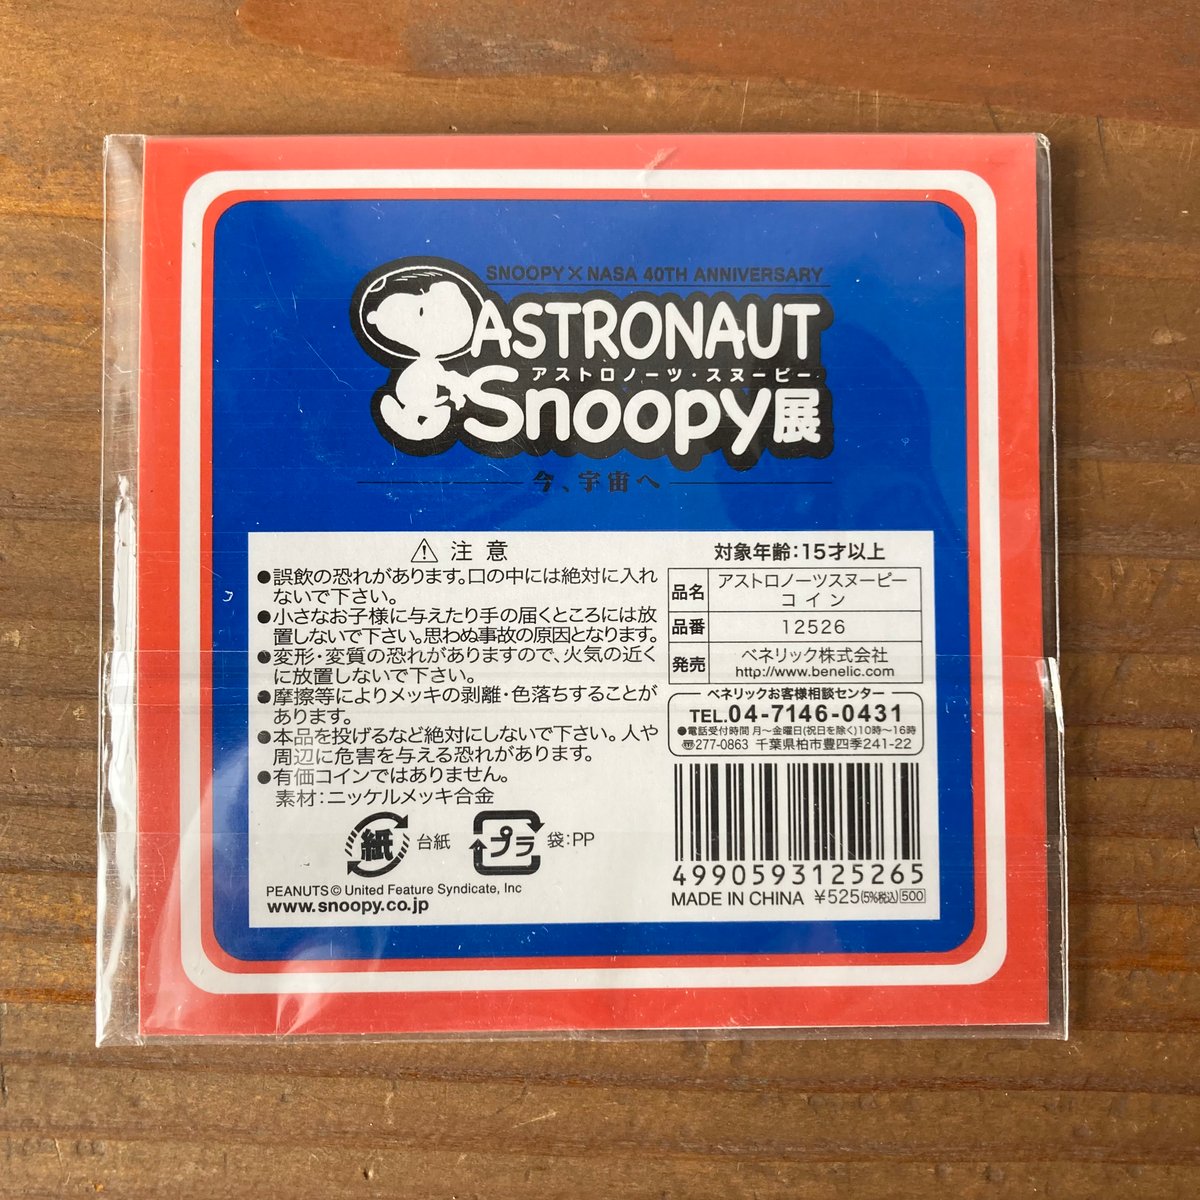 SNOOPY×NASA 40TH ANNIVERSARY
ASTRONAUT
アストロノーツ・スヌーピー
Snoopy展
今、宇宙へ
⚠ 注意
●誤飲の恐れがあります。口の中には絶対に入れ
ないで下さい。
●小さなお子様に与えたり手の届くところには放
置しないで下さい。思わぬ事故の原因となります。
●変形・変質の恐れがありますので、火気の近く
に放置しないで下さい。
●摩擦等によりメッキの剥離・色落ちすることが
あります。
●本品を投げるなど絶対にしないで下さい。人や
周辺に危害を与える恐れがあります。
●有価コインではありません。
素材:ニッケルメッキ合金
紙 台紙 プラ 袋:PP
PEANUTS © United Feature Syndicate, Inc
www.snoopy.co.jp
対象年齢:15才以上
品名 アストロノーツスヌーピー
コイン
品番 12526
発売 ベネリック株式会社
http://www.benelic.com
ベネリックお客様相談センター
TEL.04-7146-0431
●電話受付時間 月~金曜日(祝日を除く)10時~16時
〠277-0863 千葉県柏市豊四季241-22
4990593125265
MADE IN CHINA ¥525(5%税込) 500